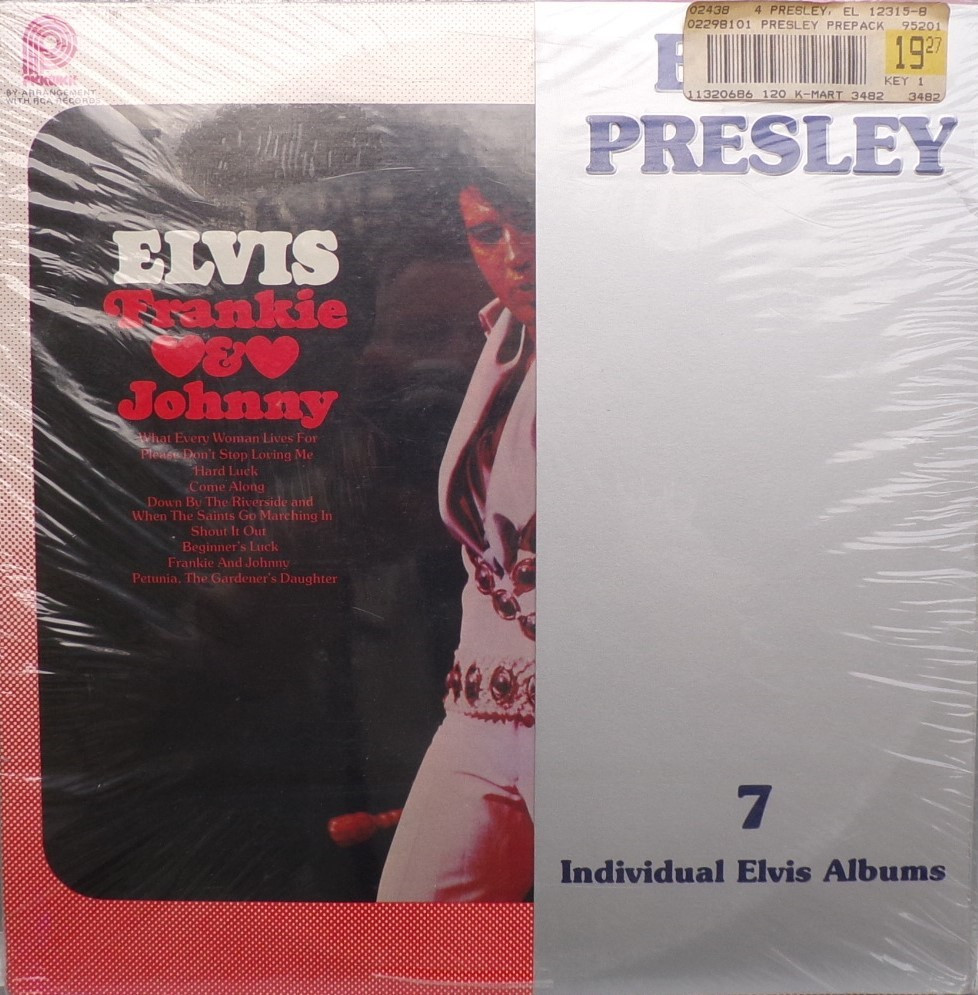 PICKWICK
BY ARRANGEMENT
WITH RCA RECORDS
ELVIS
Frankie
&
Johnny
What Every Woman Lives For
Please Don't Stop Loving Me
Hard Luck
Come Along
Down By The Riverside and
When The Saints Go Marching In
Shout It Out
Beginner's Luck
Frankie And Johnny
Petunia, The Gardener's Daughter
02438 4 PRESLEY, EL 12315-8
02298101 PRESLEY PREPACK 95201
19 27
KEY 1
11320686 120 K-MART 3482 3482
PRESLEY
7
Individual Elvis Albums